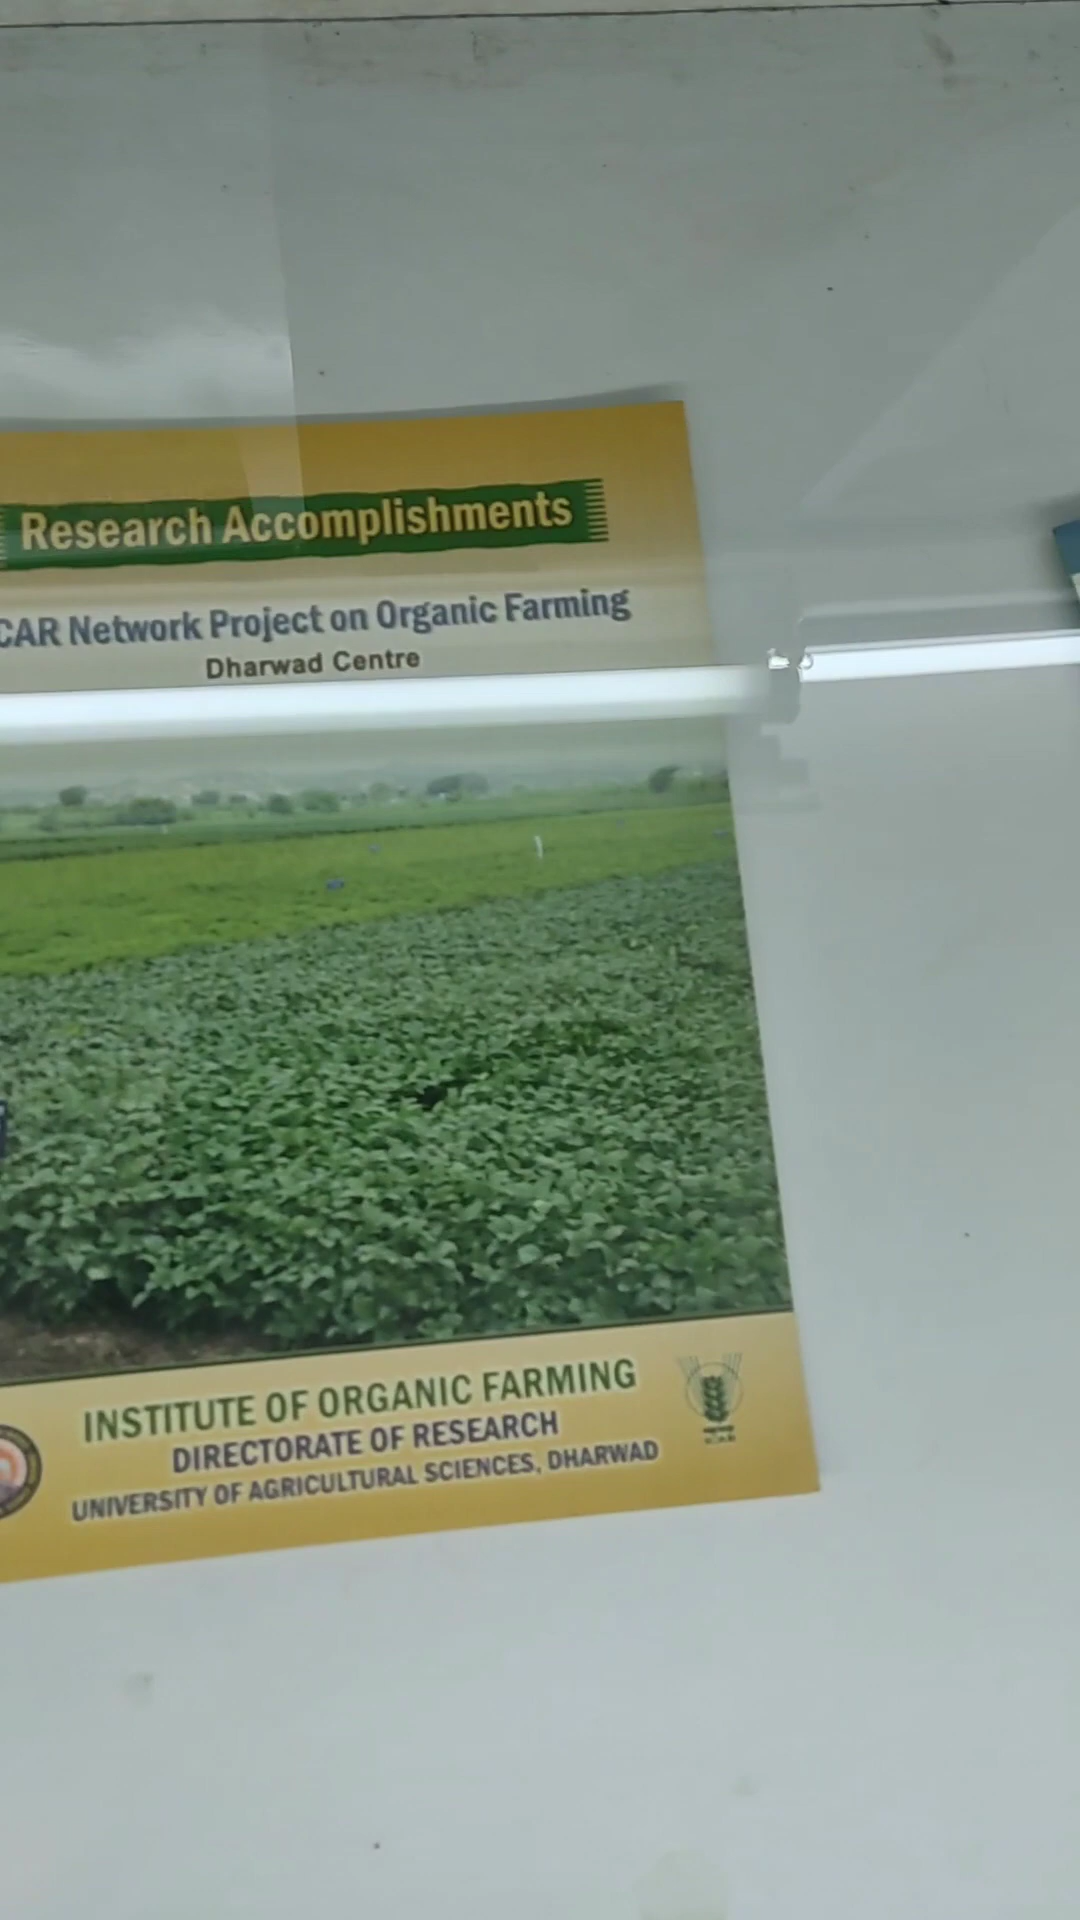 Research Accomplishments
CAR Network Project on Organic Farming
Dharwad Centre
INSTITUTE OF ORGANIC FARMING
DIRECTORATE OF RESEARCH
UNIVERSITY OF AGRICULTURAL SCIENCES, DHARWAD
ICAR